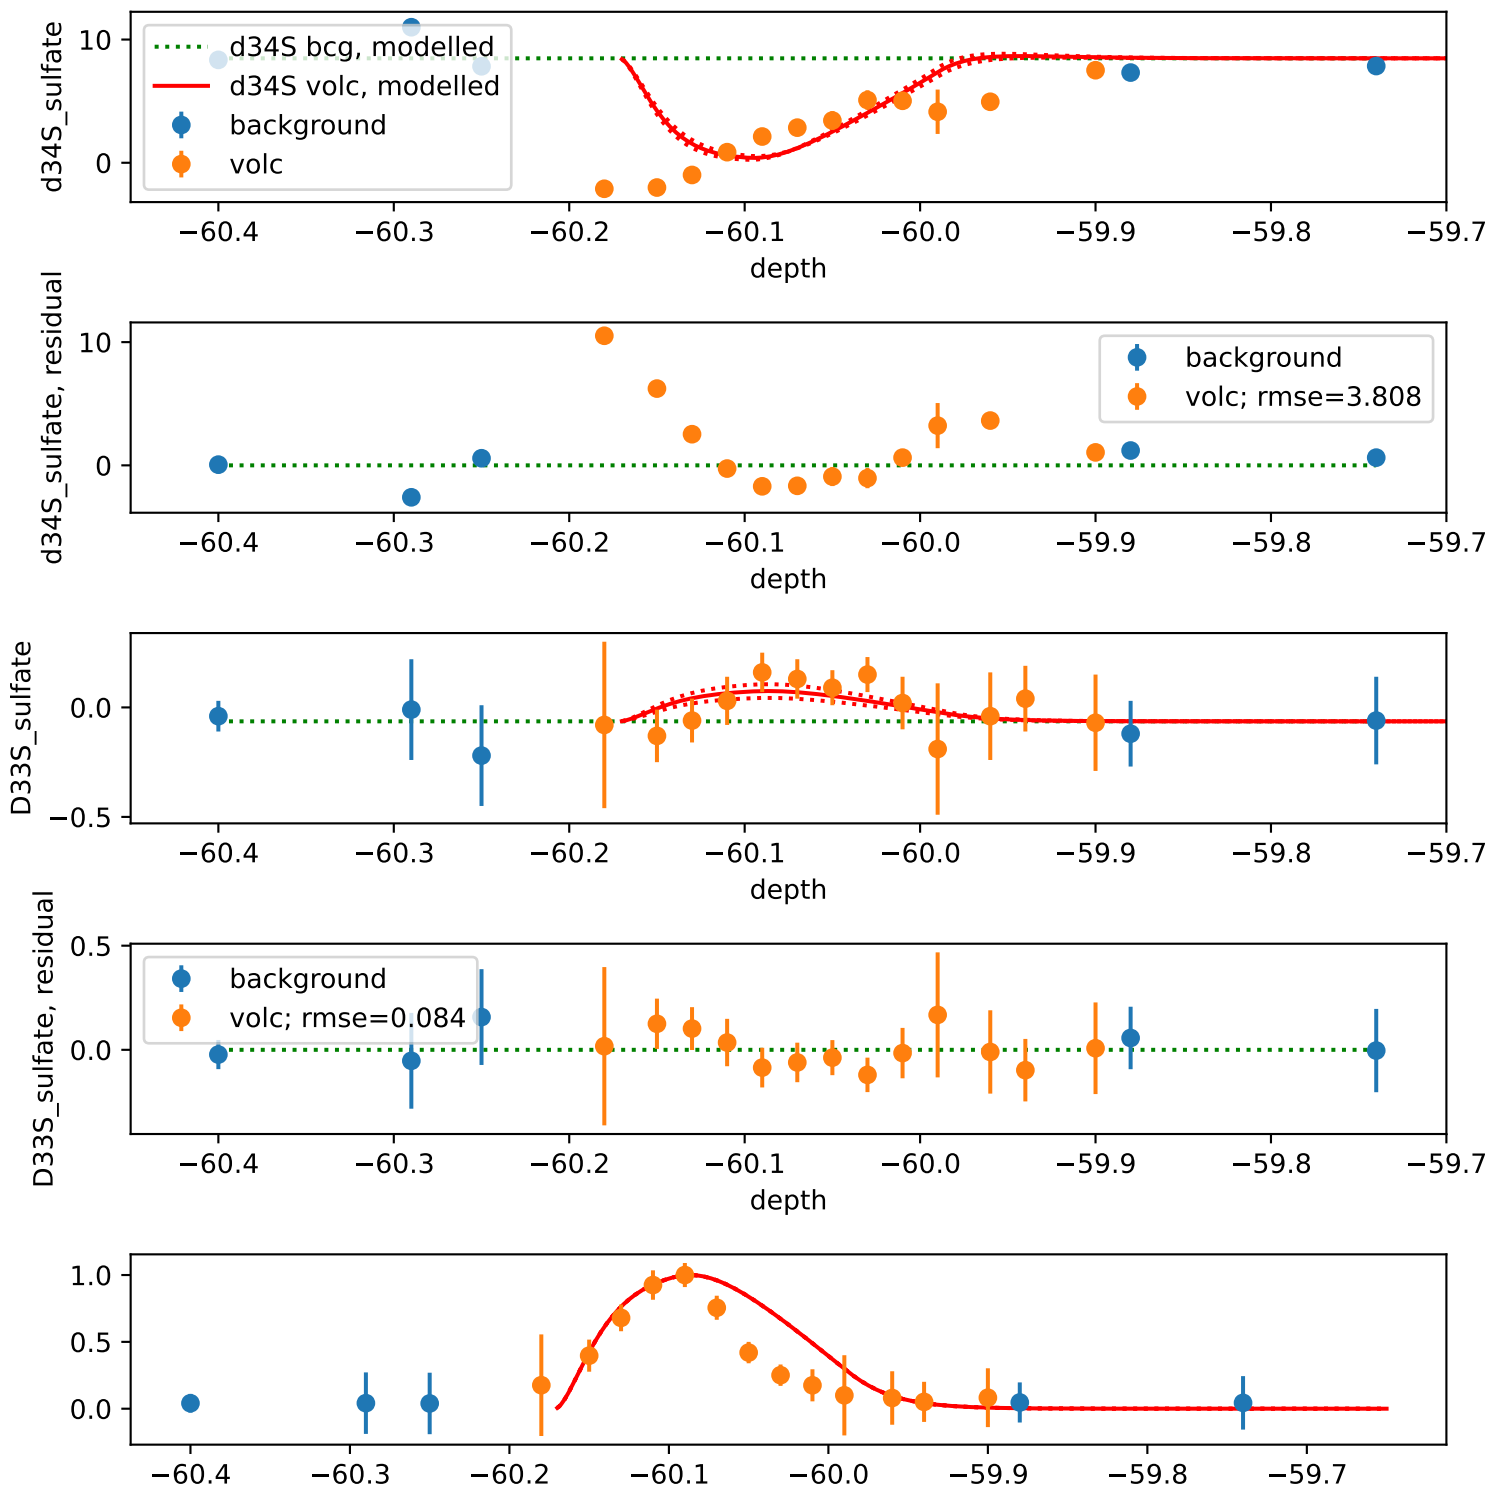 d34S_sulfate
10
0
d34S bcg, modelled
d34S volc, modelled
background
volc
−60.4 −60.3 −60.2 −60.1 −60.0 −59.9 −59.8 −59.7
depth
d34S_sulfate, residual
10
0
background
volc; rmse=3.808
−60.4 −60.3 −60.2 −60.1 −60.0 −59.9 −59.8 −59.7
depth
D33S_sulfate
0.0
−0.5
−60.4 −60.3 −60.2 −60.1 −60.0 −59.9 −59.8 −59.7
depth
D33S_sulfate, residual
0.5
0.0
background
volc; rmse=0.084
−60.4 −60.3 −60.2 −60.1 −60.0 −59.9 −59.8 −59.7
depth
1.0
0.5
0.0
−60.4 −60.3 −60.2 −60.1 −60.0 −59.9 −59.8 −59.7